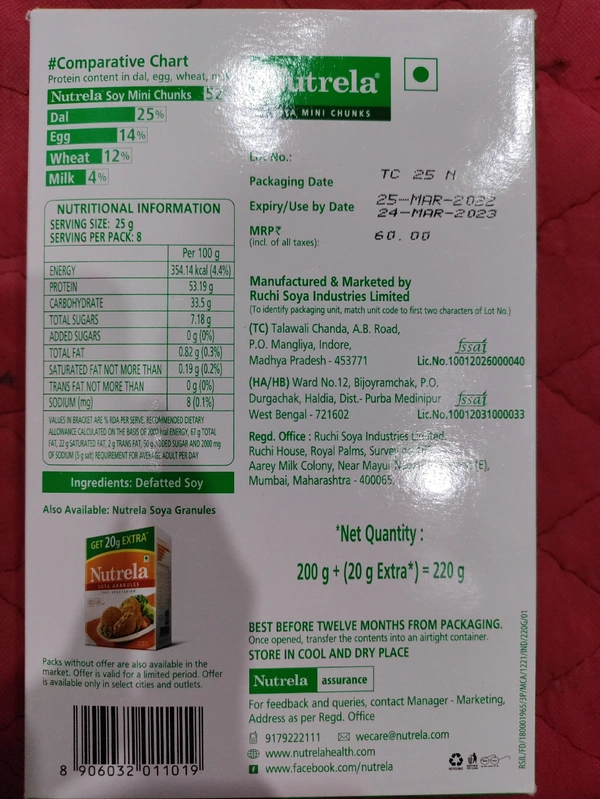 #Comparative Chart
Protein content in dal, egg, wheat,
Nutrela Soy Mini Chunks 52
Dal 25%
Egg 14%
Wheat 12%
Milk 4%
NUTRITIONAL INFORMATION
SERVING SIZE: 25 g
SERVING PER PACK: 8
Per 100 g
ENERGY 354.14 kcal (4.4%)
PROTEIN 53.19 g
CARBOHYDRATE 33.5 g
TOTAL SUGARS 7.18 g
ADDED SUGARS 0 g (0%)
TOTAL FAT 0.82 g (0.3%)
SATURATED FAT NOT MORE THAN 0.19 g (0.2%)
TRANS FAT NOT MORE THAN 0 g (0%)
SODIUM (mg) 8 (0.1%)
VALUES IN BRACKET ARE % RDA PER SERVE. RECOMMENDED DIETARY
ALLOWANCE CALCULATED ON THE BASIS OF 2000 kcal ENERGY, 67 g TOTAL
FAT, 22 g SATURATED FAT, 2 g TRANS FAT, 50 g ADDED SUGAR AND 2000 mg
OF SODIUM (5 g salt) REQUIREMENT FOR AVERAGE ADULT PER DAY
Ingredients: Defatted Soy
Also Available: Nutrela Soya Granules
GET 20g EXTRA*
Nutrela
SOYA GRANULES
Packs without offer are also available in the
market. Offer is valid for a limited period. Offer
is available only in select cities and outlets.
8 906032 011019
utrela®
MINI CHUNKS
Lot No.:
TC 25 N
Packaging Date
25-MAR-2022
Expiry/Use by Date
24-MAR-2023
MRP₹
60.00
(incl. of all taxes):
Manufactured & Marketed by
Ruchi Soya Industries Limited
(To identify packaging unit, match unit code to first two characters of Lot No.)
(TC) Talawali Chanda, A.B. Road,
P.O. Mangliya, Indore,
Madhya Pradesh - 453771
fssai
Lic.No.10012026000040
(HA/HB) Ward No.12, Bijoyramchak, P.O.
Durgachak, Haldia, Dist.- Purba Medinipur
West Bengal - 721602
fssai
Lic.No.10012031000033
Regd. Office : Ruchi Soya Industries Limited.
Ruchi House, Royal Palms, Survey
Aarey Milk Colony, Near Mayur (E),
Mumbai, Maharashtra - 400065.
*Net Quantity :
200 g + (20 g Extra*) = 220 g
BEST BEFORE TWELVE MONTHS FROM PACKAGING.
Once opened, transfer the contents into an airtight container.
STORE IN COOL AND DRY PLACE
Nutrela assurance
For feedback and queries, contact Manager - Marketing,
Address as per Regd. Office
9179222111 wecare@nutrela.com
www.nutrelahealth.com
www.facebook.com/nutrela
RSIL/FD/180001965/3P/MCA/1221/IND/220G/01